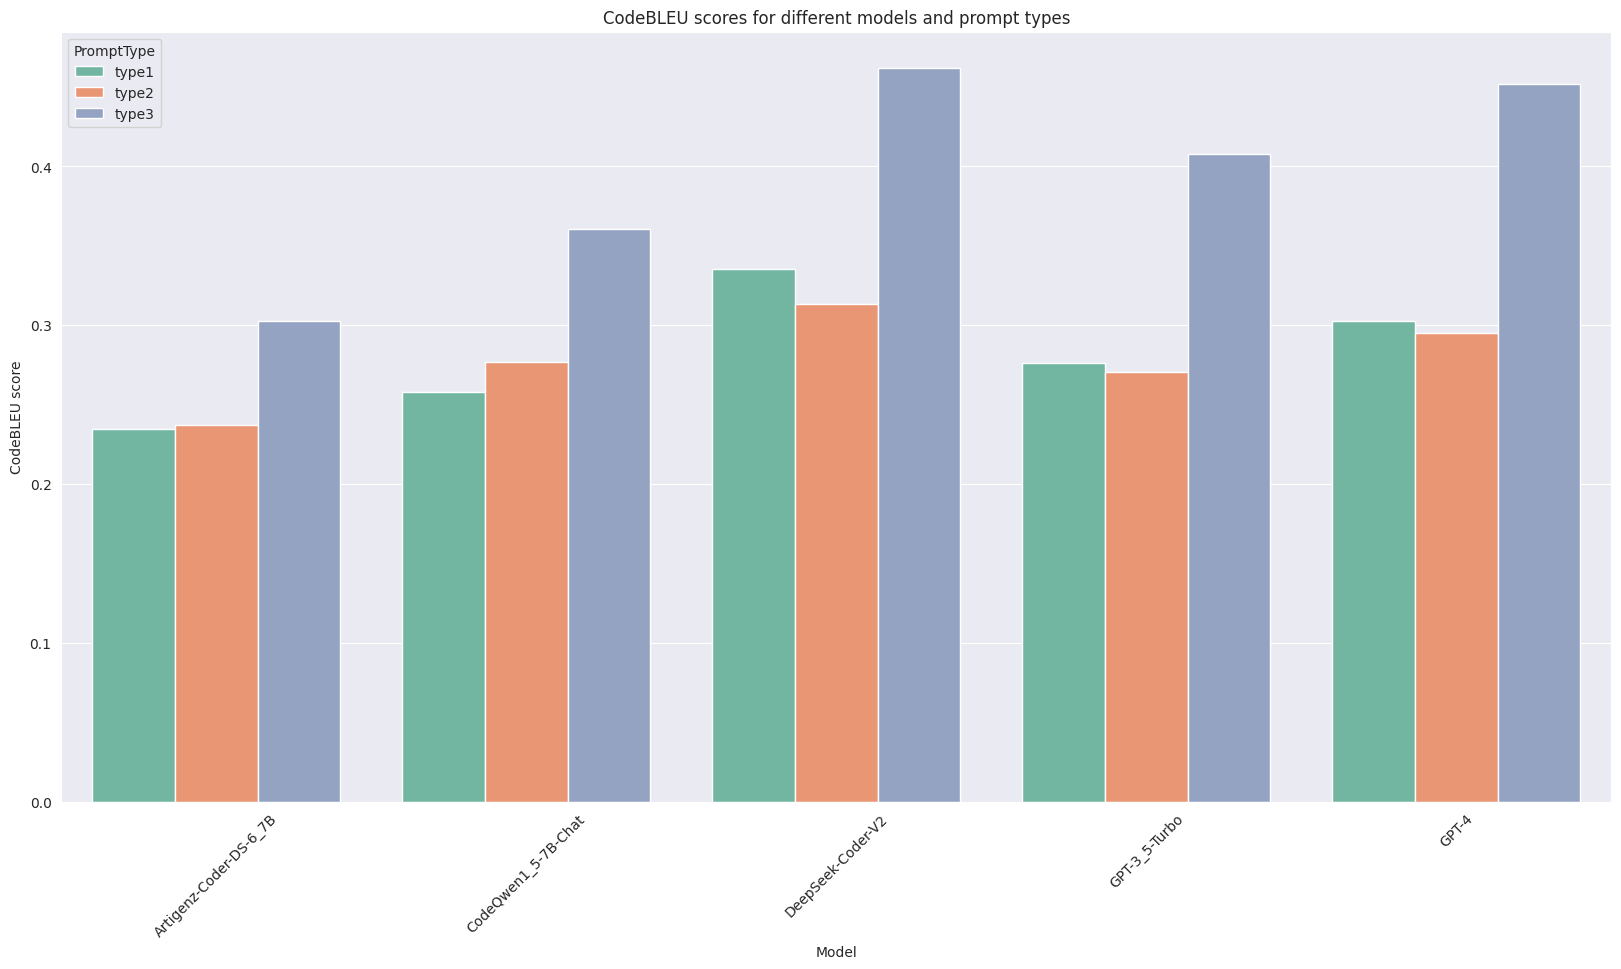 CodeBLEU scores for different models and prompt types
PromptType
type1
type2
type3
CodeBLEU score
0.4
0.3
0.2
0.1
0.0
Artigenz-Coder-DS-6_7B
CodeQwen1_5-7B-Chat
DeepSeek-Coder-V2
GPT-3_5-Turbo
GPT-4
Model